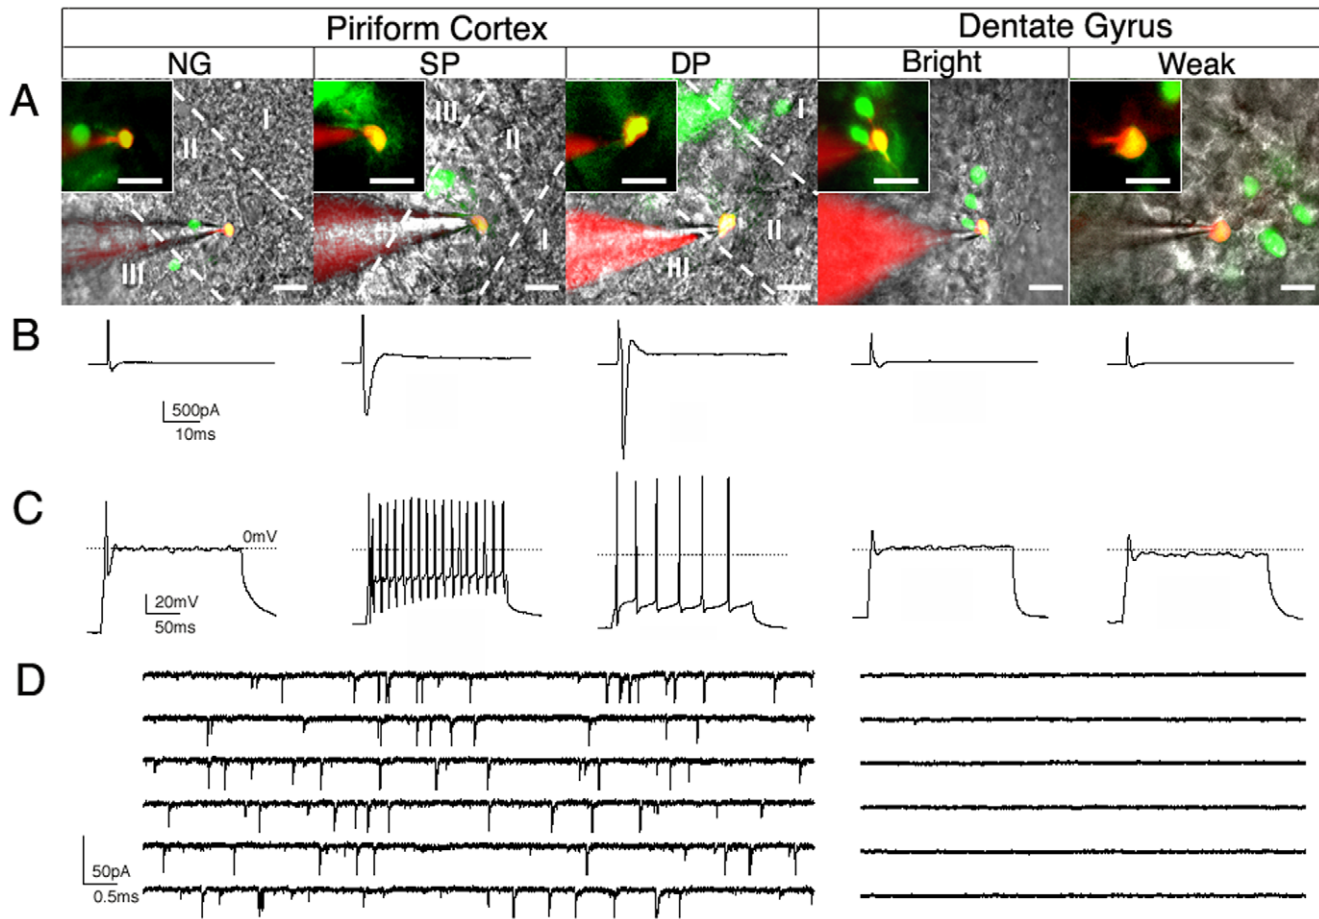 Piriform Cortex Dentate Gyrus
NG SP DP Bright Weak
A
I
II
III
III
II
I
I
II
III
B
500pA
10ms
C
0mV
20mV
50ms
D
50pA
0.5ms